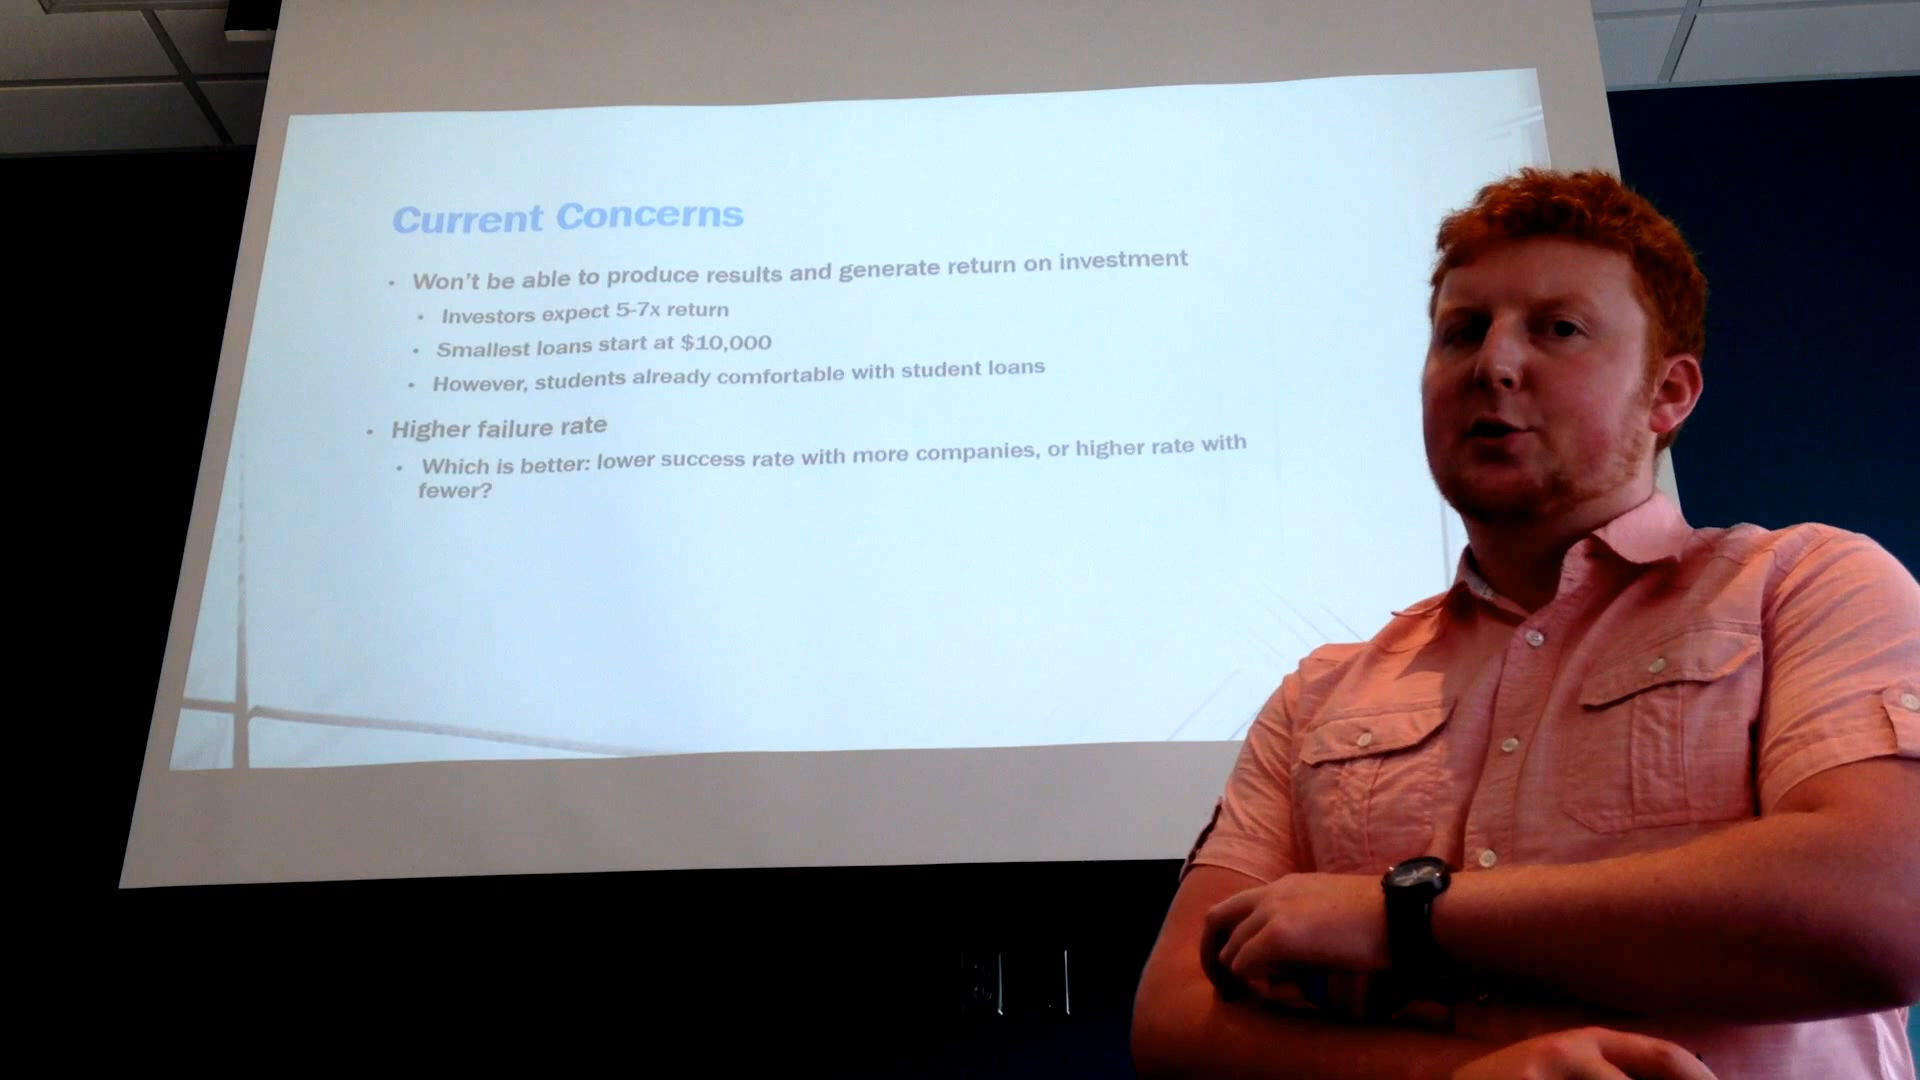 Current Concerns
• Won't be able to produce results and generate return on investment
• Investors expect 5-7x return
• Smallest loans start at $10,000
• However, students already comfortable with student loans
• Higher failure rate
• Which is better: lower success rate with more companies, or higher rate with
fewer?